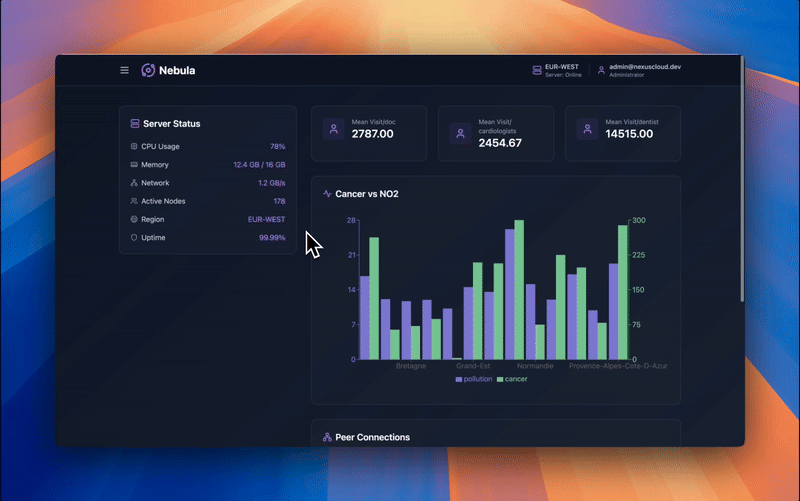 Nebula
EUR-WEST
Server: Online
admin@nexuscloud.dev
Administrator
Server Status
CPU Usage 78%
Memory 12.4 GB / 16 GB
Network 1.2 GB/s
Active Nodes 178
Region EUR-WEST
Uptime 99.99%
Mean Visit/doc
2787.00
Mean Visit/
cardiologists
2454.67
Mean Visit/dentist
14515.00
Cancer vs NO2
28 300
21 225
14 150
7 75
0 0
Bretagne Grand-Est Normandie Provence-Alpes-Cote-D-Azur
pollution cancer
Peer Connections